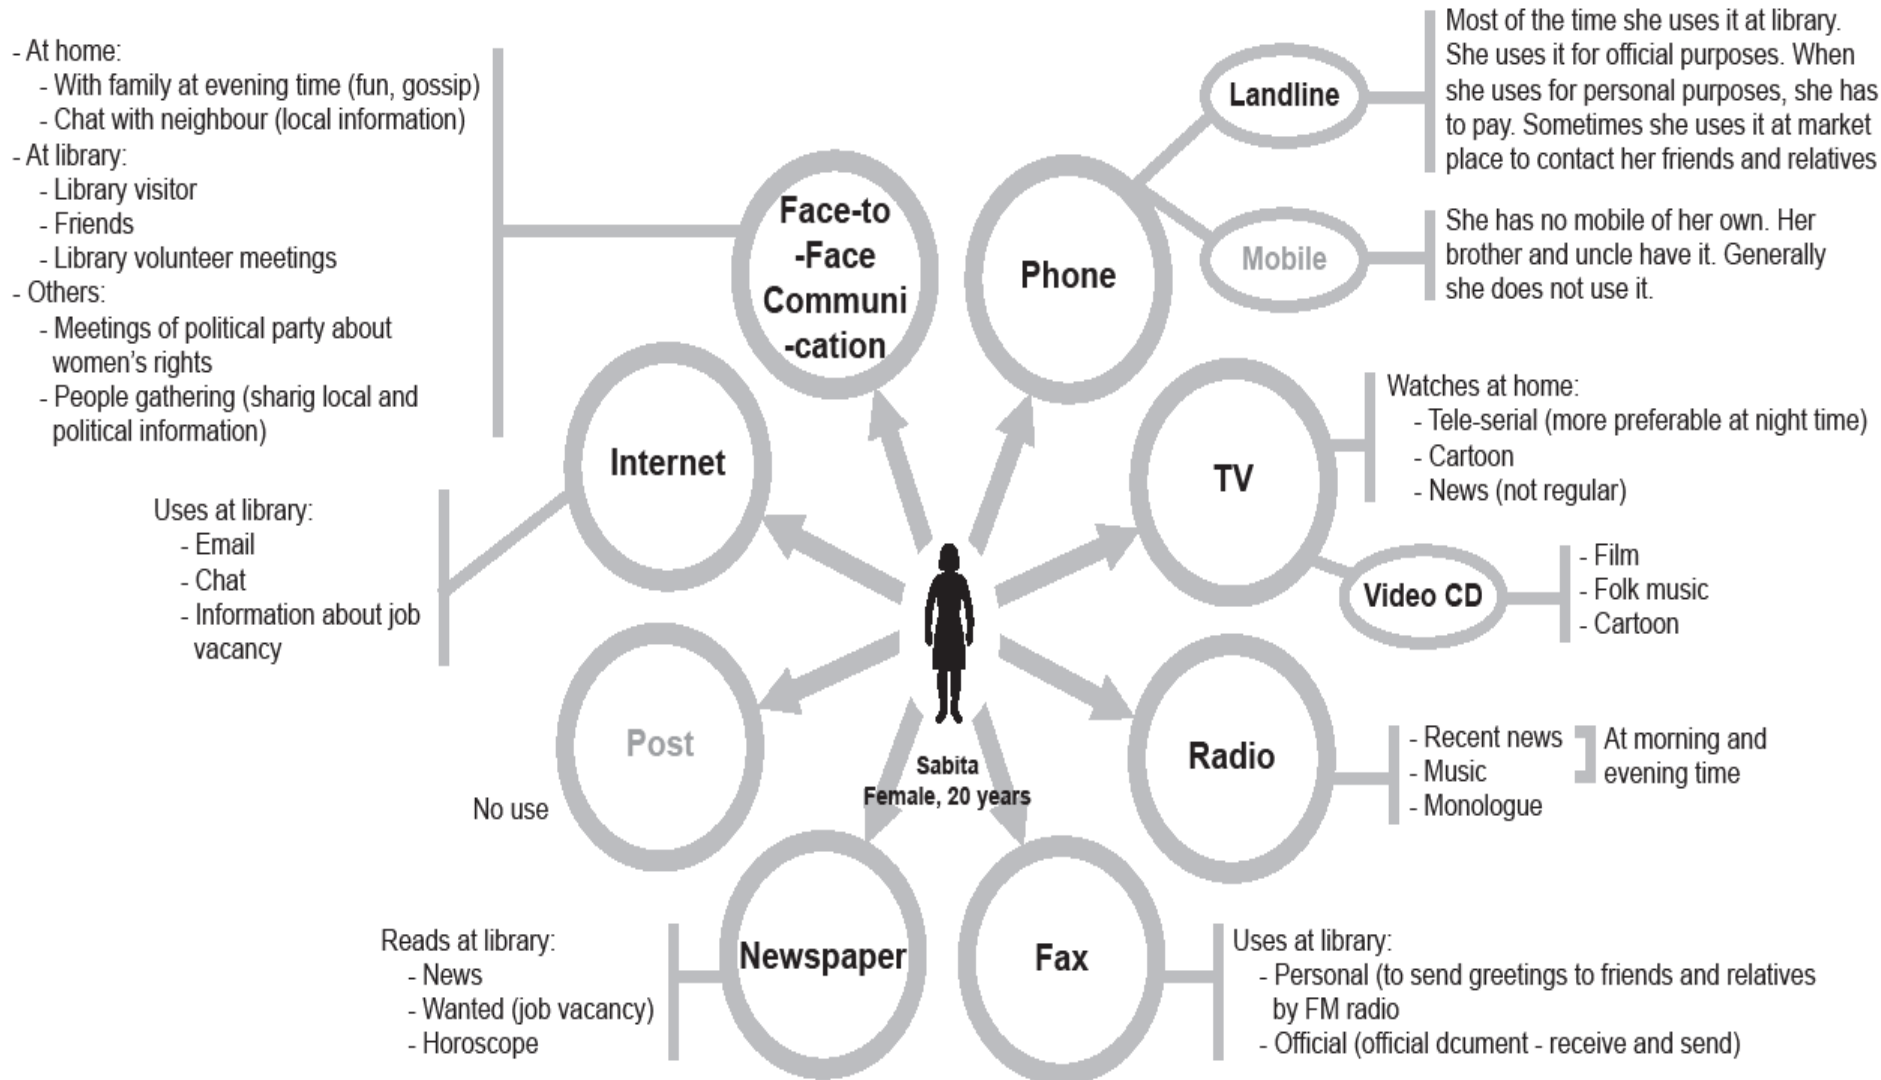 - At home:
- With family at evening time (fun, gossip)
- Chat with neighbour (local information)
- At library:
- Library visitor
- Friends
- Library volunteer meetings
- Others:
- Meetings of political party about
women's rights
- People gathering (sharig local and
political information)
Face-to
-Face
Communi
-cation
Phone
Landline
Most of the time she uses it at library.
She uses it for official purposes. When
she uses for personal purposes, she has
to pay. Sometimes she uses it at market
place to contact her friends and relatives
Mobile
She has no mobile of her own. Her
brother and uncle have it. Generally
she does not use it.
Internet
Uses at library:
- Email
- Chat
- Information about job
vacancy
TV
Watches at home:
- Tele-serial (more preferable at night time)
- Cartoon
- News (not regular)
Video CD
- Film
- Folk music
- Cartoon
Post
No use
Sabita
Female, 20 years
Radio
- Recent news
- Music
- Monologue
At morning and
evening time
Newspaper
Reads at library:
- News
- Wanted (job vacancy)
- Horoscope
Fax
Uses at library:
- Personal (to send greetings to friends and relatives
by FM radio
- Official (official dcument - receive and send)